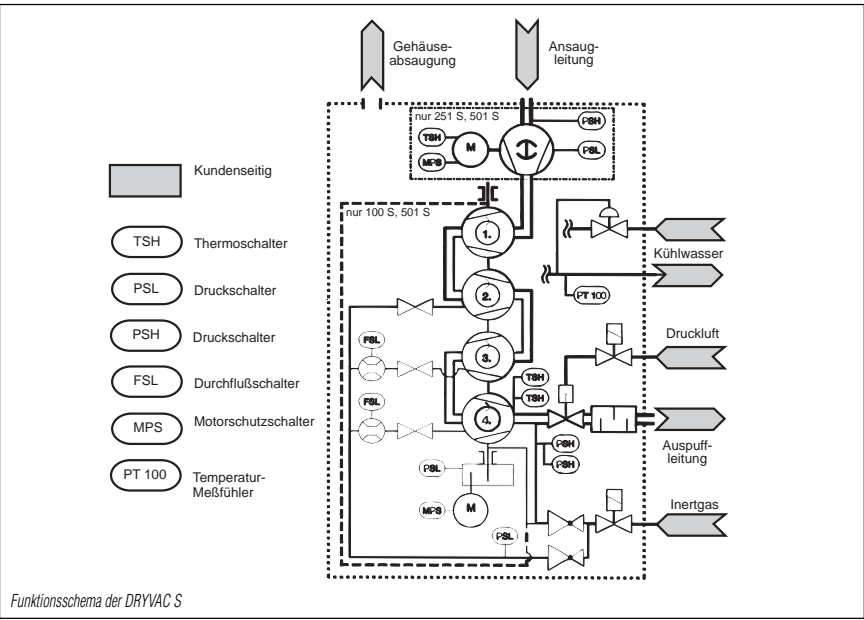 Gehäuse-
absaugung
Ansaug-
leitung
nur 251 S, 501 S
PSH
TSH
M
MPS
PSL
Kundenseitig
nur 100 S, 501 S
1.
TSH
Thermoschalter
Kühlwasser
PSL
Druckschalter
2.
PT 100
PSH
Druckschalter
Druckluft
FSL
3.
FSL
Durchflußschalter
TSH
TSH
FSL
4.
MPS
Motorschutzschalter
PSH
PSH
Auspuff-
leitung
PT 100
Temperatur-
Meßfühler
PSL
MPS
M
Inertgas
PSL
Funktionsschema der DRYVAC S